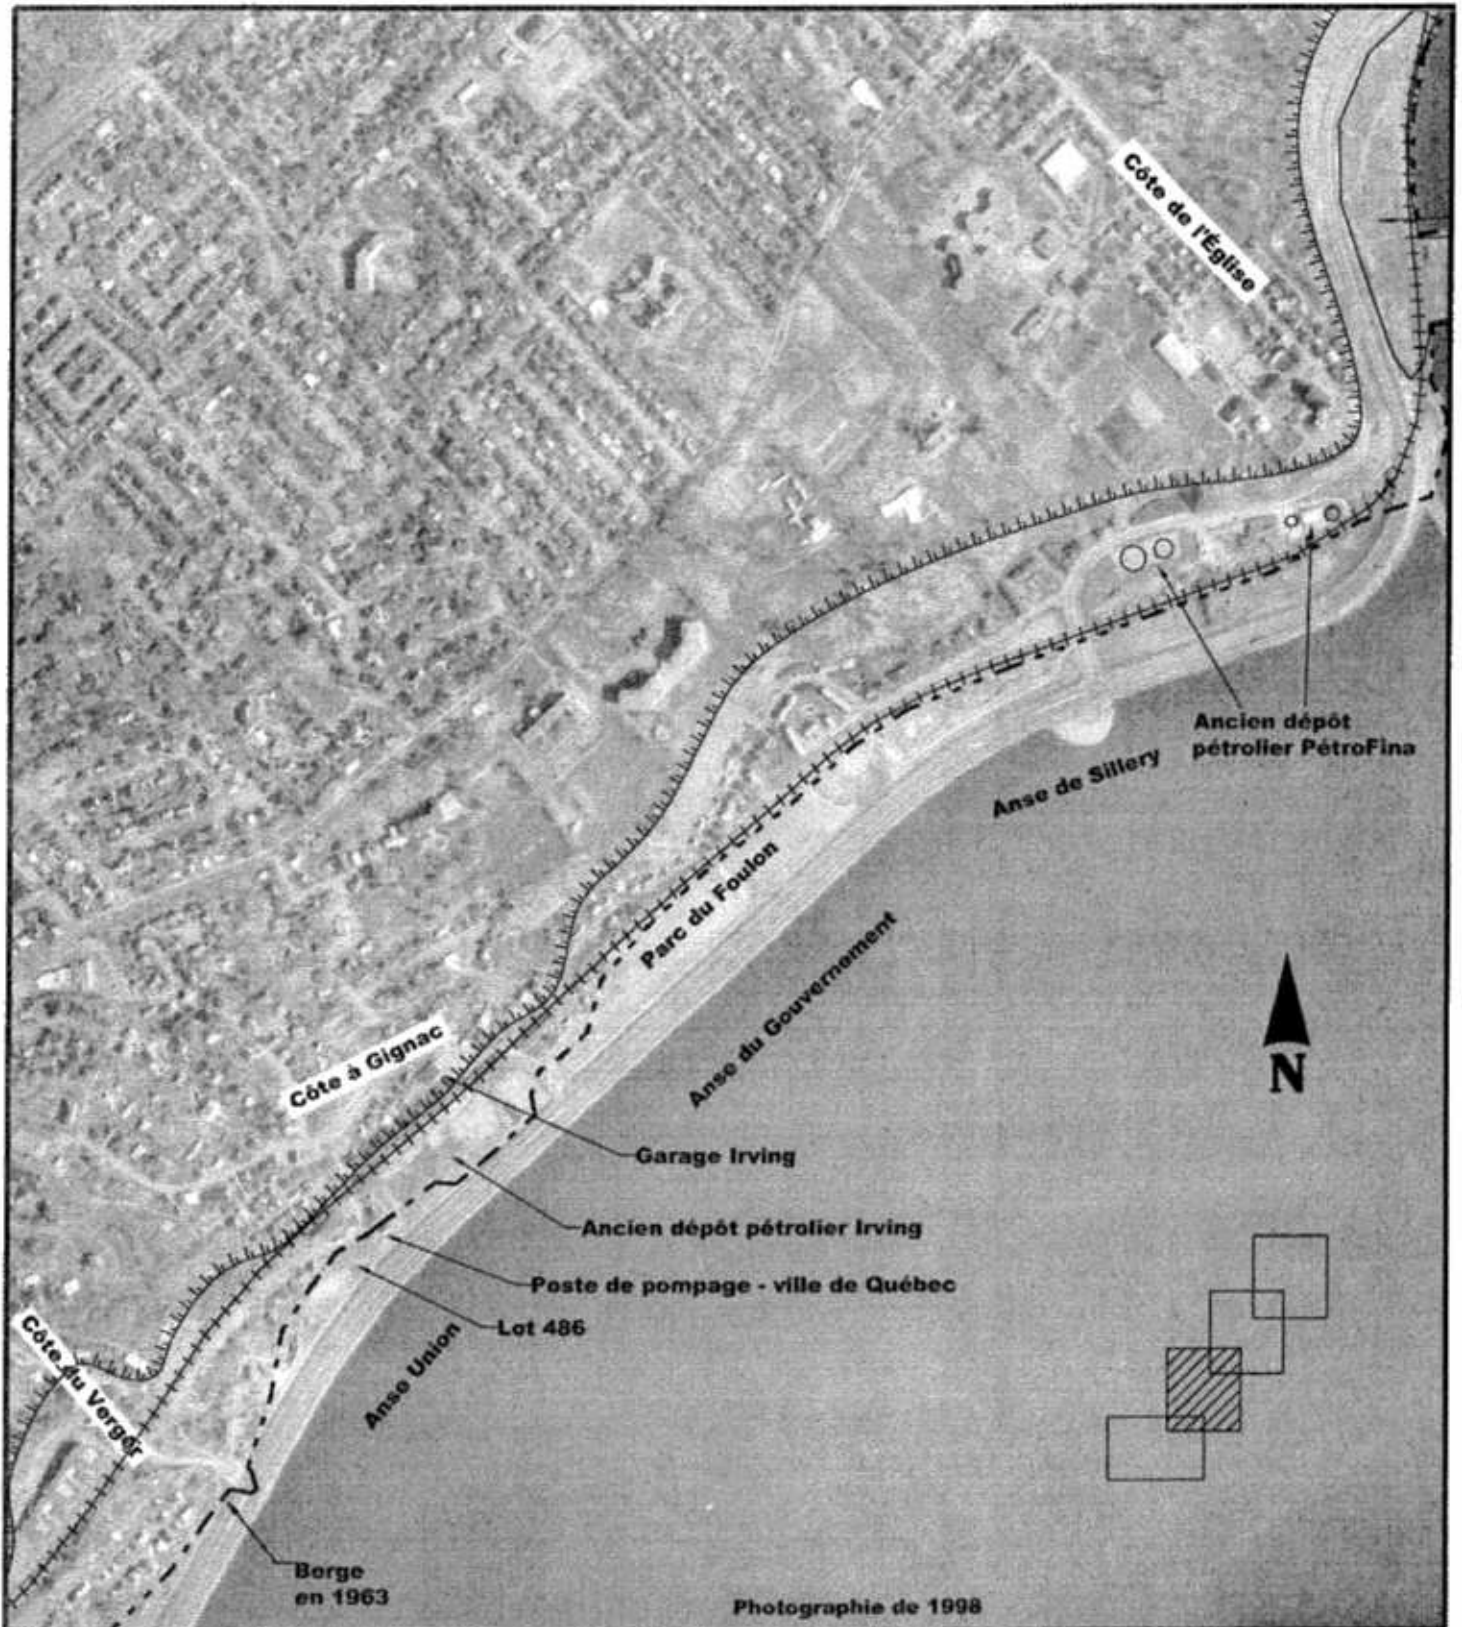 Côte de l'Église
Ancien dépôt
pétrolier PétroFina
Anse de Sillery
Parc du Foulon
Anse du Gouvernement
N
Côte à Gignac
Garage Irving
Ancien dépôt pétrolier Irving
Poste de pompage - ville de Québec
Lot 486
Anse Union
Côte du Verger
Berge
en 1963
Photographie de 1998